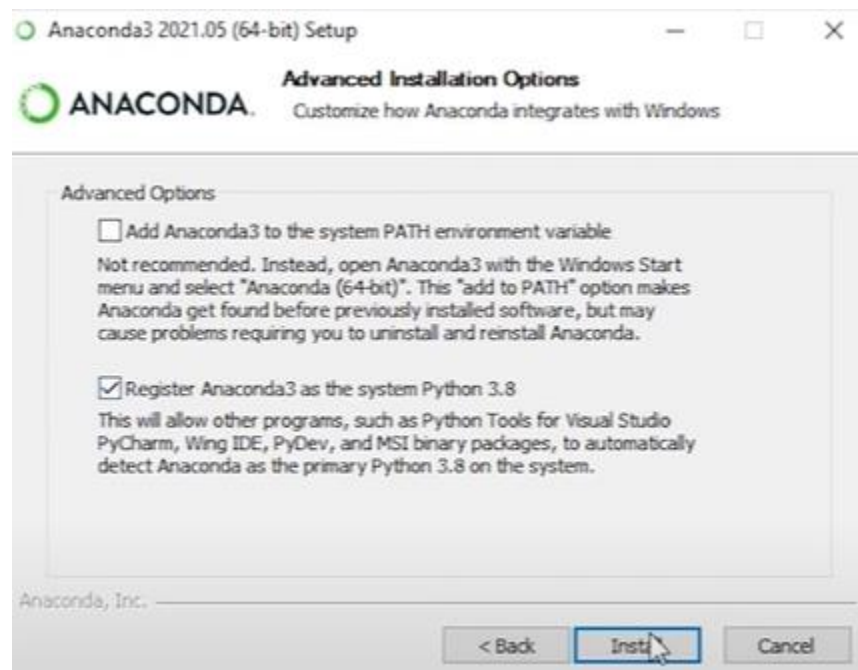 Anaconda3 2021.05 (64-bit) Setup
ANACONDA.
Advanced Installation Options
Customize how Anaconda integrates with Windows
Advanced Options
Add Anaconda3 to the system PATH environment variable
Not recommended. Instead, open Anaconda3 with the Windows Start
menu and select "Anaconda (64-bit)". This "add to PATH" option makes
Anaconda get found before previously installed software, but may
cause problems requiring you to uninstall and reinstall Anaconda.
Register Anaconda3 as the system Python 3.8
This will allow other programs, such as Python Tools for Visual Studio
PyCharm, Wing IDE, PyDev, and MSI binary packages, to automatically
detect Anaconda as the primary Python 3.8 on the system.
Anaconda, Inc.
< Back
Install
Cancel